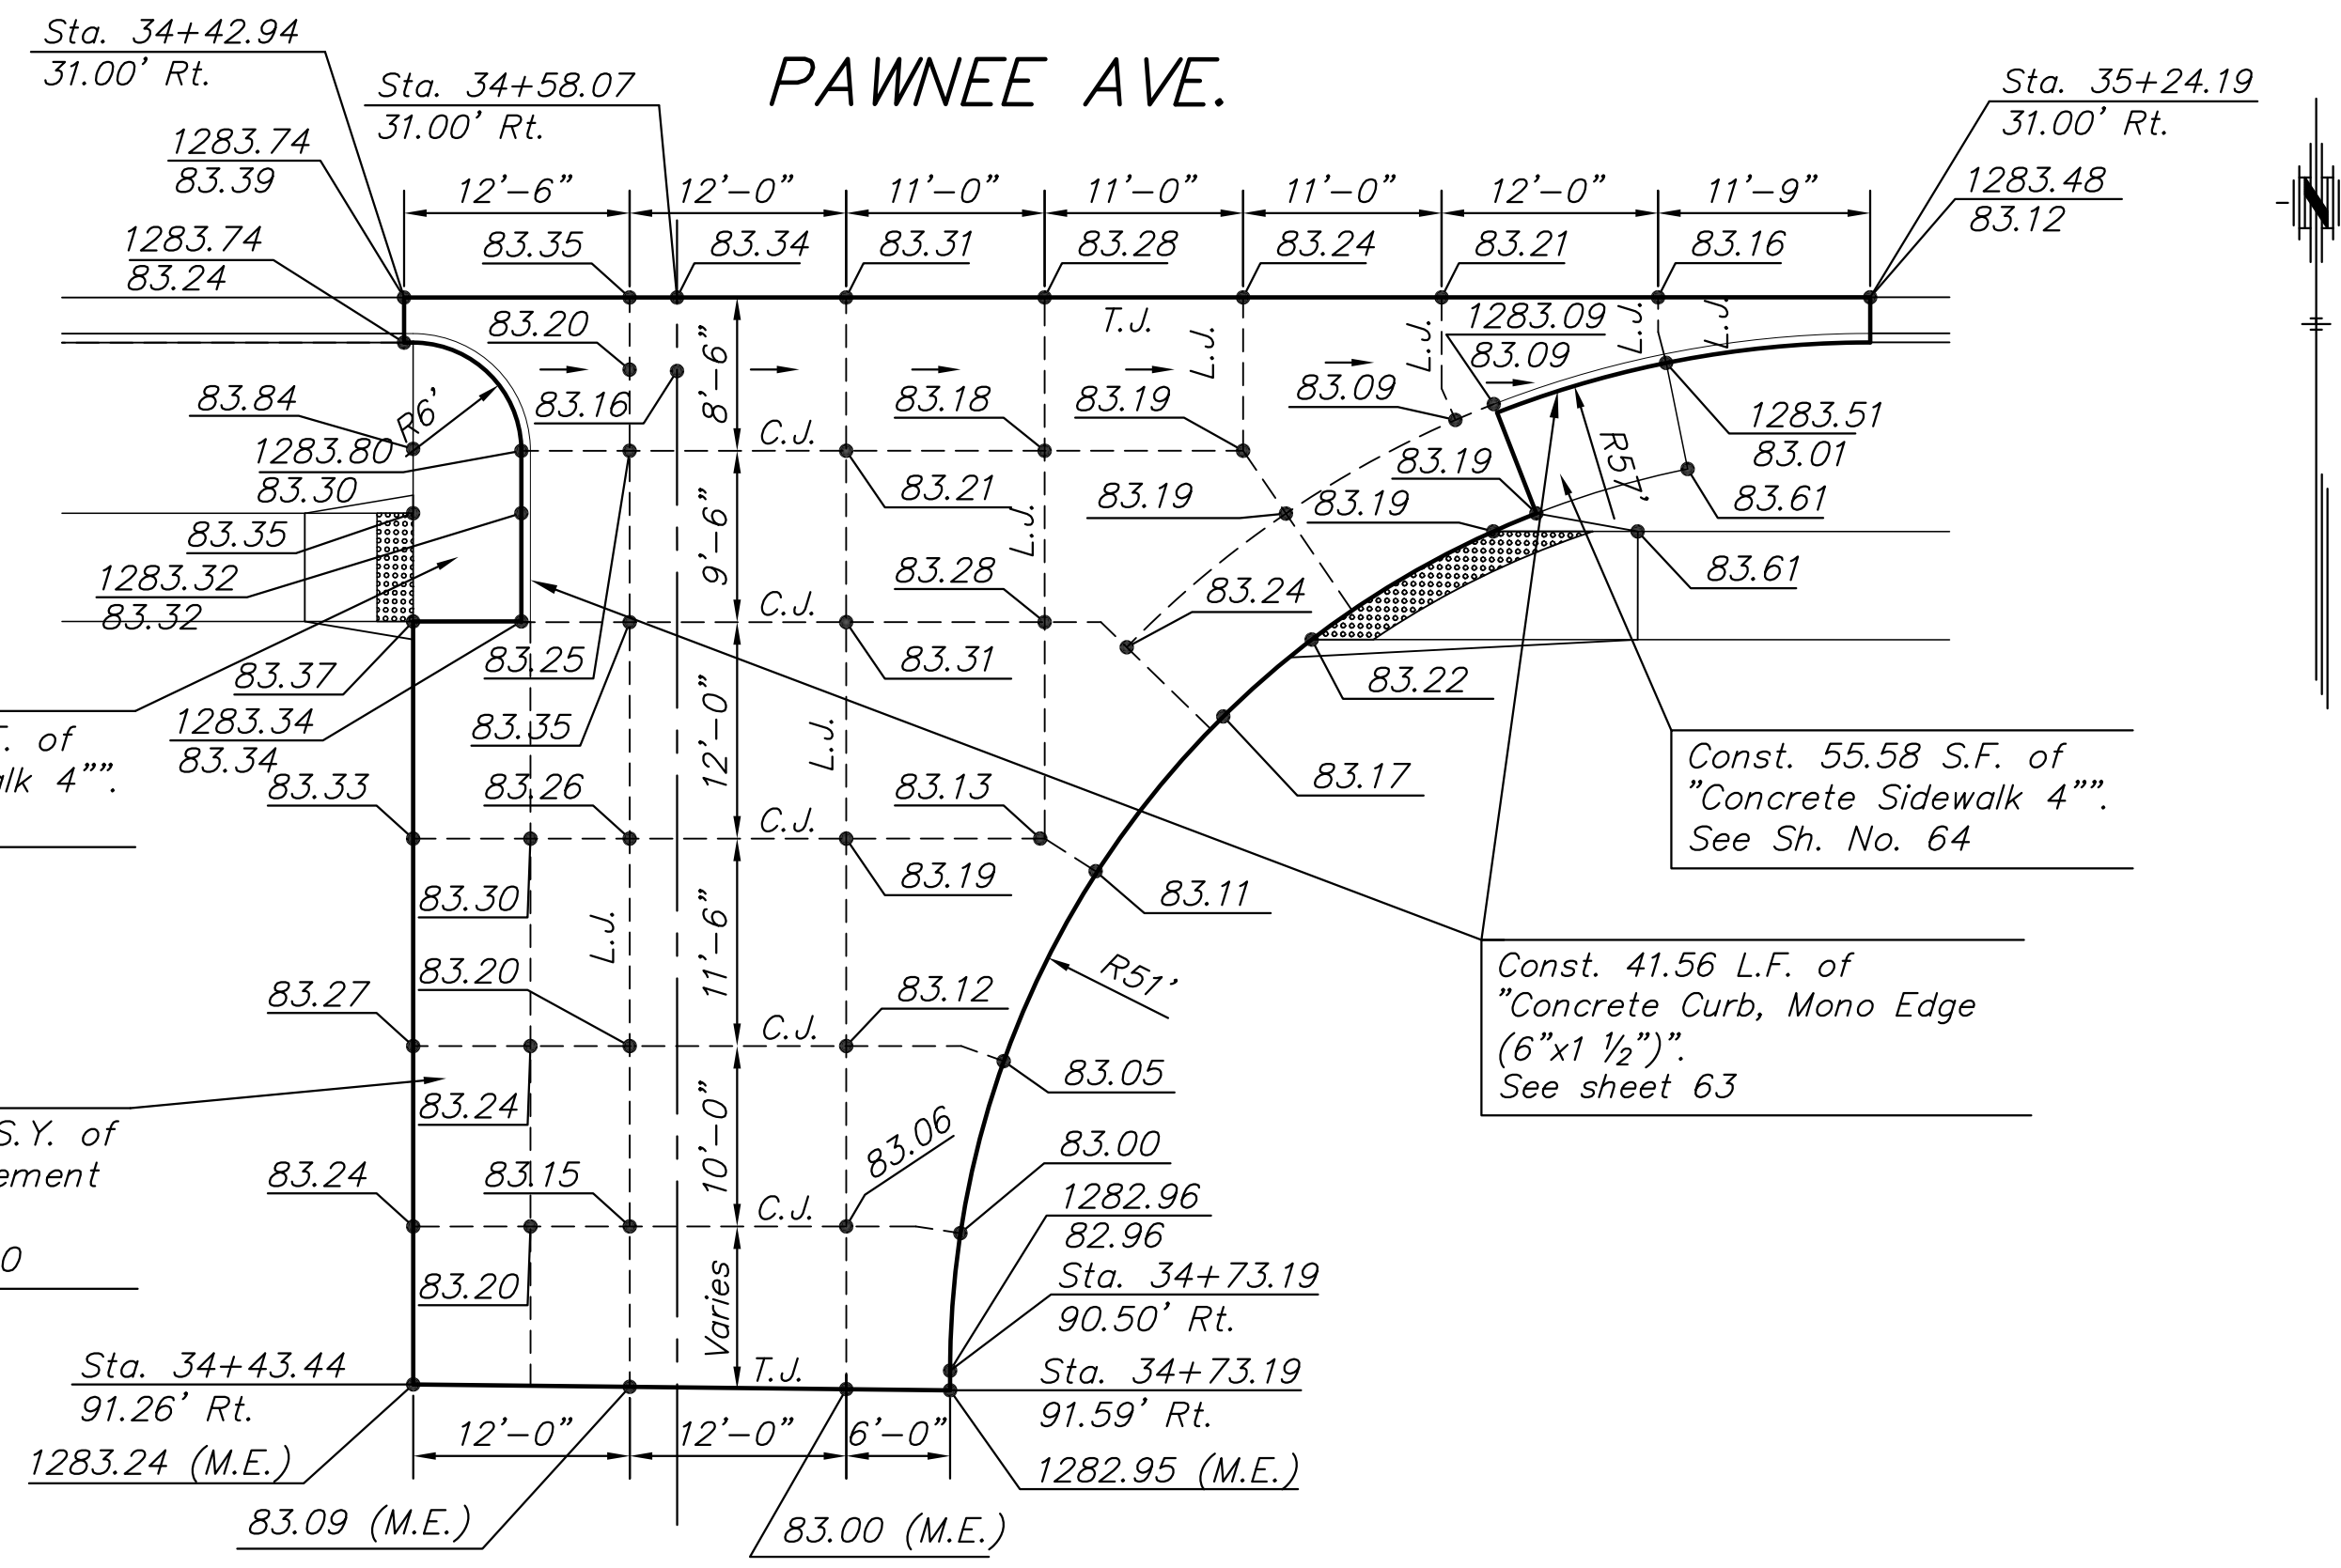 PAWNEE AVE.
Sta. 34+42.94
31.00' Rt.
Sta. 34+58.07
31.00' Rt.
Sta. 35+24.19
31.00' Rt.
1283.74
83.39
1283.74
83.24
1283.48
83.12
12'-6"
12'-0"
11'-0"
11'-0"
11'-0"
12'-0"
11'-9"
83.35
83.34
83.31
83.28
83.24
83.21
83.16
N
83.20
83.16
8'-6"
T.J.
L.J.
L.J.
L.J.
L.J.
1283.09
83.09
83.09
83.84
R6'
C.J.
83.18
83.19
1283.51
83.01
1283.80
83.30
83.19
R57'
83.21
83.19
83.19
83.61
9'-6"
L.J.
83.35
1283.32
83.32
C.J.
83.28
83.24
83.61
83.37
83.25
83.31
83.22
1283.34
83.34
83.35
12'-0"
L.J.
T. of
alk 4"".
83.33
83.26
C.J.
83.13
83.17
Const. 55.58 S.F. of
"Concrete Sidewalk 4"".
See Sh. No. 64
83.30
83.19
83.11
L.J.
11'-6"
83.27
83.20
C.J.
83.12
R51'
Const. 41.56 L.F. of
"Concrete Curb, Mono Edge
(6"x1 ½")".
See sheet 63
83.24
83.05
10'-0"
83.06
S.Y. of
ement
0
83.24
83.15
C.J.
83.00
1282.96
82.96
83.20
Varies
Sta. 34+73.19
90.50' Rt.
Sta. 34+43.44
91.26' Rt.
T.J.
Sta. 34+73.19
91.59' Rt.
12'-0"
12'-0"
6'-0"
1283.24 (M.E.)
1282.95 (M.E.)
83.09 (M.E.)
83.00 (M.E.)